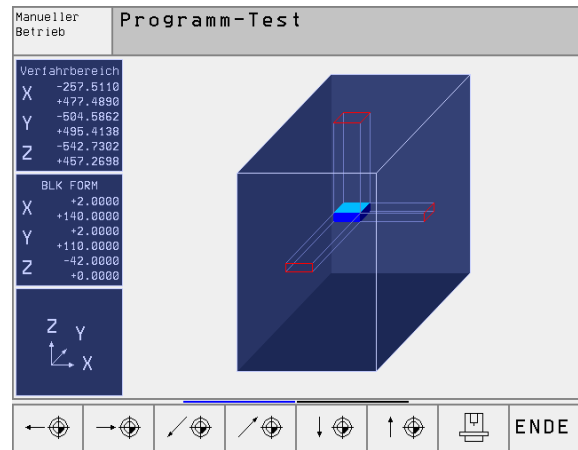 Manueller
Betrieb
Programm-Test
Verfahrbereich
X -257.5110
+477.4890
Y -504.5862
+495.4138
Z -542.7302
+457.2698
BLK FORM
X +2.0000
+140.0000
Y +2.0000
+110.0000
Z -42.0000
+0.0000
Z Y
X
ENDE